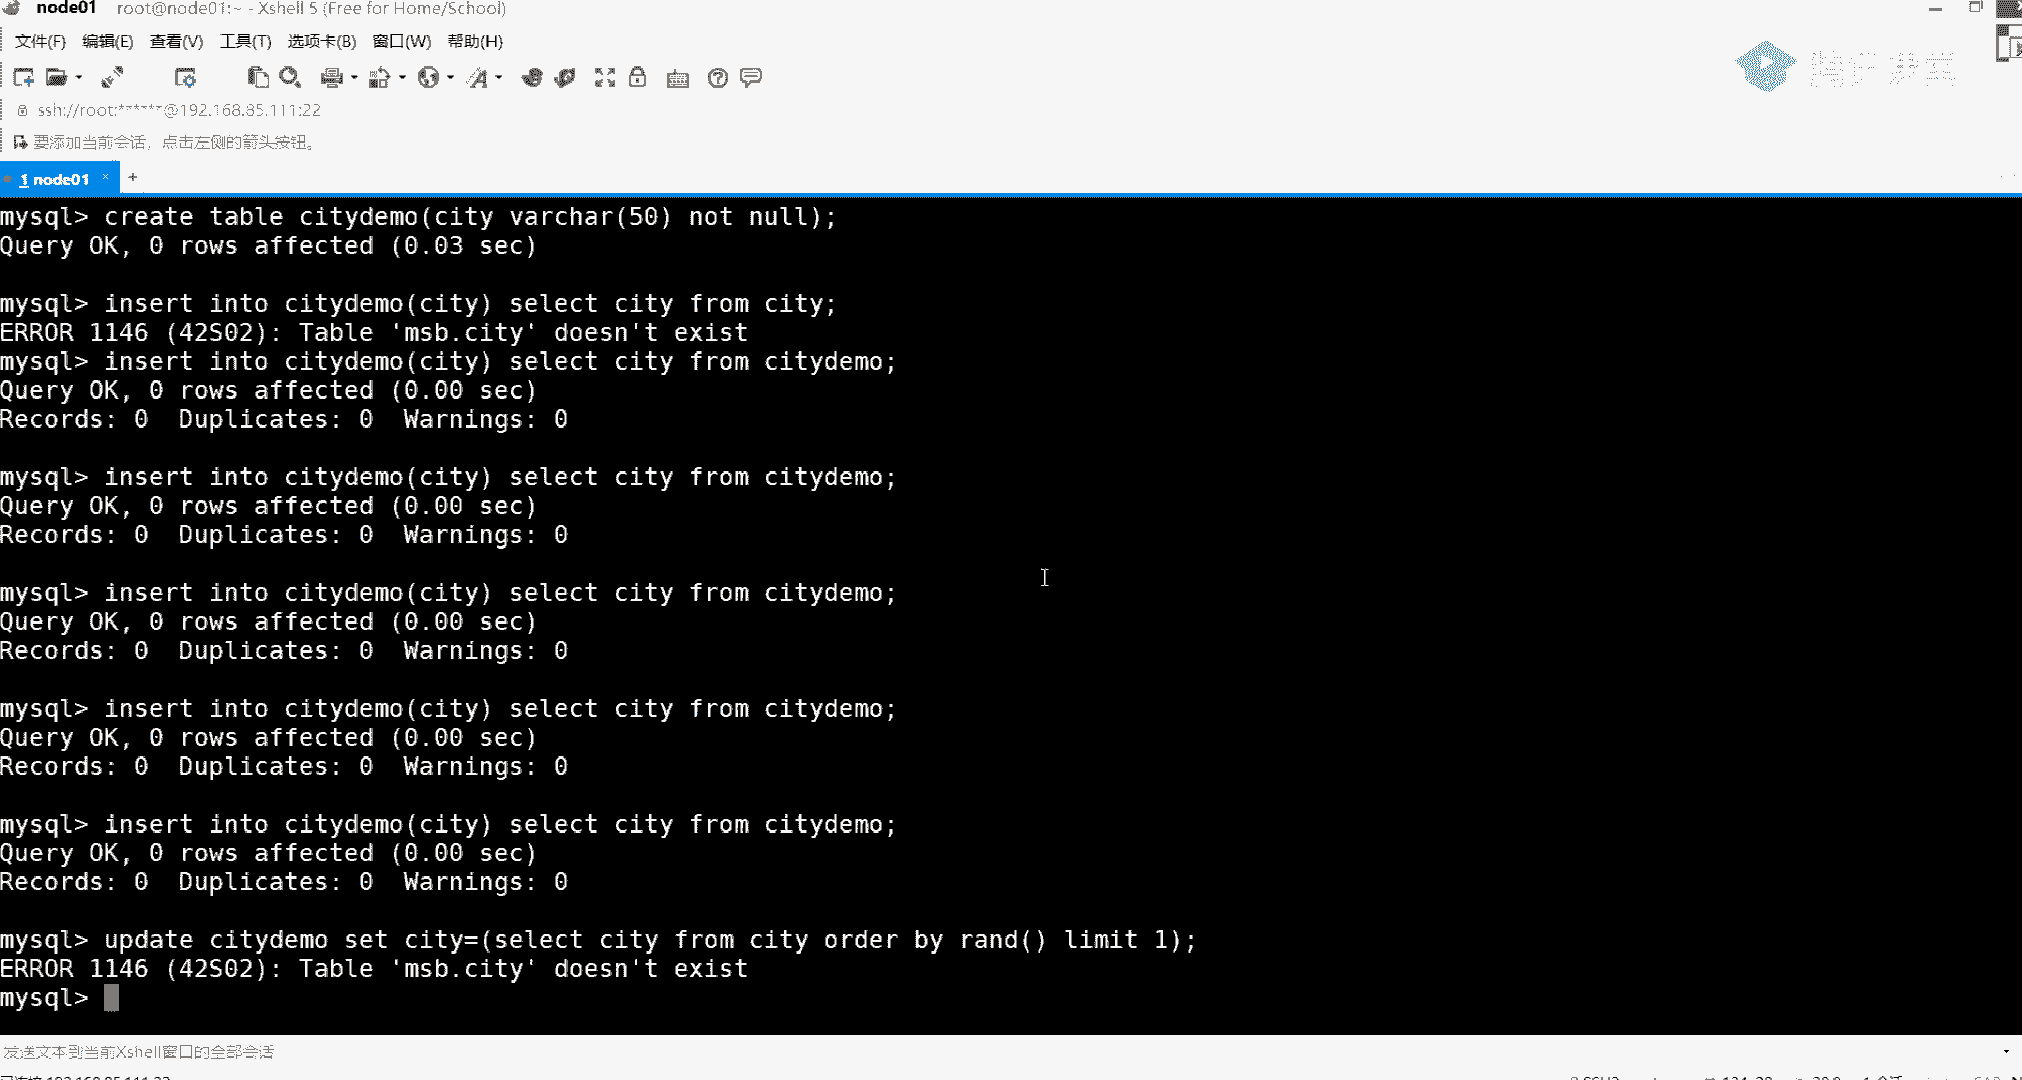 node01 root@node01:~ - Xshell 5 (Free for Home/School)
文件(F) 编辑(E) 查看(V) 工具(T) 选项卡(B) 窗口(W) 帮助(H)
ssh://root:******@192.168.85.111:22
要添加当前会话，点击左侧的箭头按钮。
1 node01 × +
mysql> create table citydemo(city varchar(50) not null);
Query OK, 0 rows affected (0.03 sec)
mysql> insert into citydemo(city) select city from city;
ERROR 1146 (42S02): Table 'msb.city' doesn't exist
mysql> insert into citydemo(city) select city from citydemo;
Query OK, 0 rows affected (0.00 sec)
Records: 0  Duplicates: 0  Warnings: 0
mysql> insert into citydemo(city) select city from citydemo;
Query OK, 0 rows affected (0.00 sec)
Records: 0  Duplicates: 0  Warnings: 0
mysql> insert into citydemo(city) select city from citydemo;
Query OK, 0 rows affected (0.00 sec)
Records: 0  Duplicates: 0  Warnings: 0
mysql> insert into citydemo(city) select city from citydemo;
Query OK, 0 rows affected (0.00 sec)
Records: 0  Duplicates: 0  Warnings: 0
mysql> insert into citydemo(city) select city from citydemo;
Query OK, 0 rows affected (0.00 sec)
Records: 0  Duplicates: 0  Warnings: 0
mysql> update citydemo set city=(select city from city order by rand() limit 1);
ERROR 1146 (42S02): Table 'msb.city' doesn't exist
mysql>
发送文本到当前Xshell窗口的全部会话